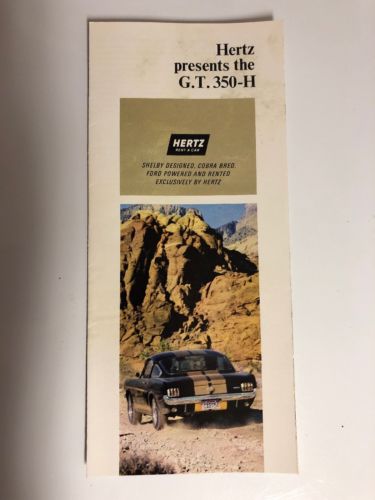 Hertz
presents the
G.T. 350-H
HERTZ
RENT A CAR
SHELBY DESIGNED, COBRA BRED,
FORD POWERED AND RENTED
EXCLUSIVELY BY HERTZ